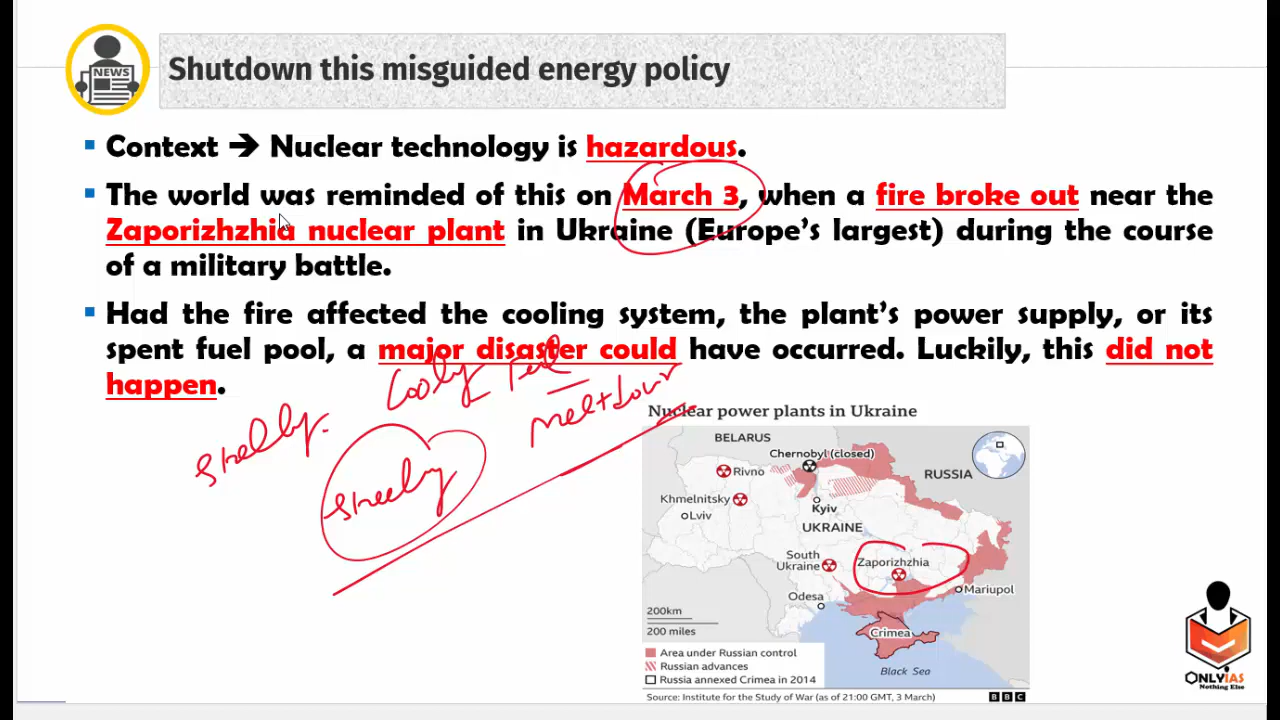 NEWS
Shutdown this misguided energy policy
▪ Context ➔ Nuclear technology is hazardous.
▪ The world was reminded of this on March 3, when a fire broke out near the
Zaporizhzhia nuclear plant in Ukraine (Europe's largest) during the course
of a military battle.
▪ Had the fire affected the cooling system, the plant's power supply, or its
spent fuel pool, a major disaster could have occurred. Luckily, this did not
happen.
Nuclear power plants in Ukraine
BELARUS
Chernobyl (closed)
Rivno
RUSSIA
Khmelnitsky
Lviv
Kyiv
UKRAINE
South
Ukraine
Zaporizhzhia
Mariupol
Odesa
200km
200 miles
Crimea
Black Sea
Area under Russian control
Russian advances
Russia annexed Crimea in 2014
Source: Institute for the Study of War (as of 21:00 GMT, 3 March)
BBC
ONLYIAS
Nothing Else